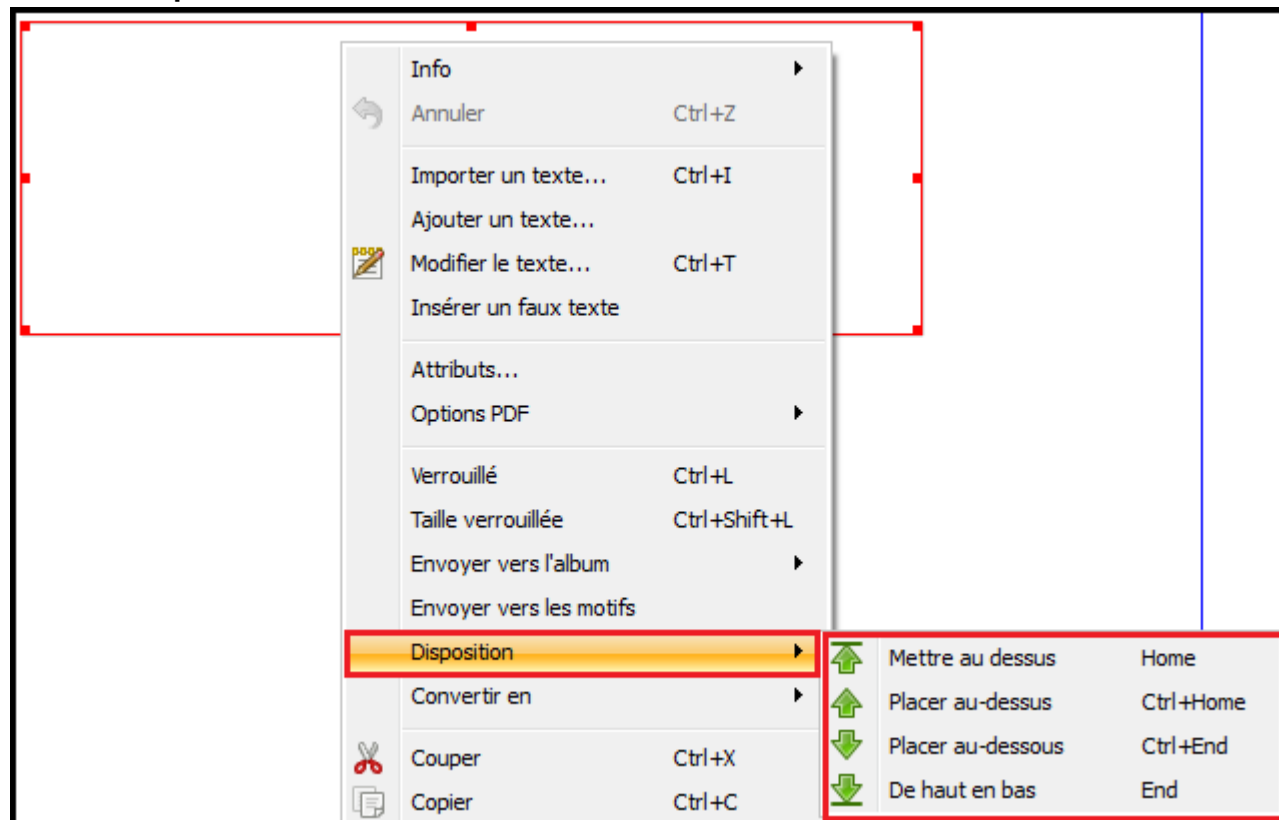 Info
Annuler Ctrl+Z
Importer un texte... Ctrl+I
Ajouter un texte...
Modifier le texte... Ctrl+T
Insérer un faux texte
Attributs...
Options PDF
Verrouillé Ctrl+L
Taille verrouillée Ctrl+Shift+L
Envoyer vers l'album
Envoyer vers les motifs
Disposition
Mettre au dessus Home
Convertir en
Placer au-dessus Ctrl+Home
Placer au-dessous Ctrl+End
Couper Ctrl+X
De haut en bas End
Copier Ctrl+C